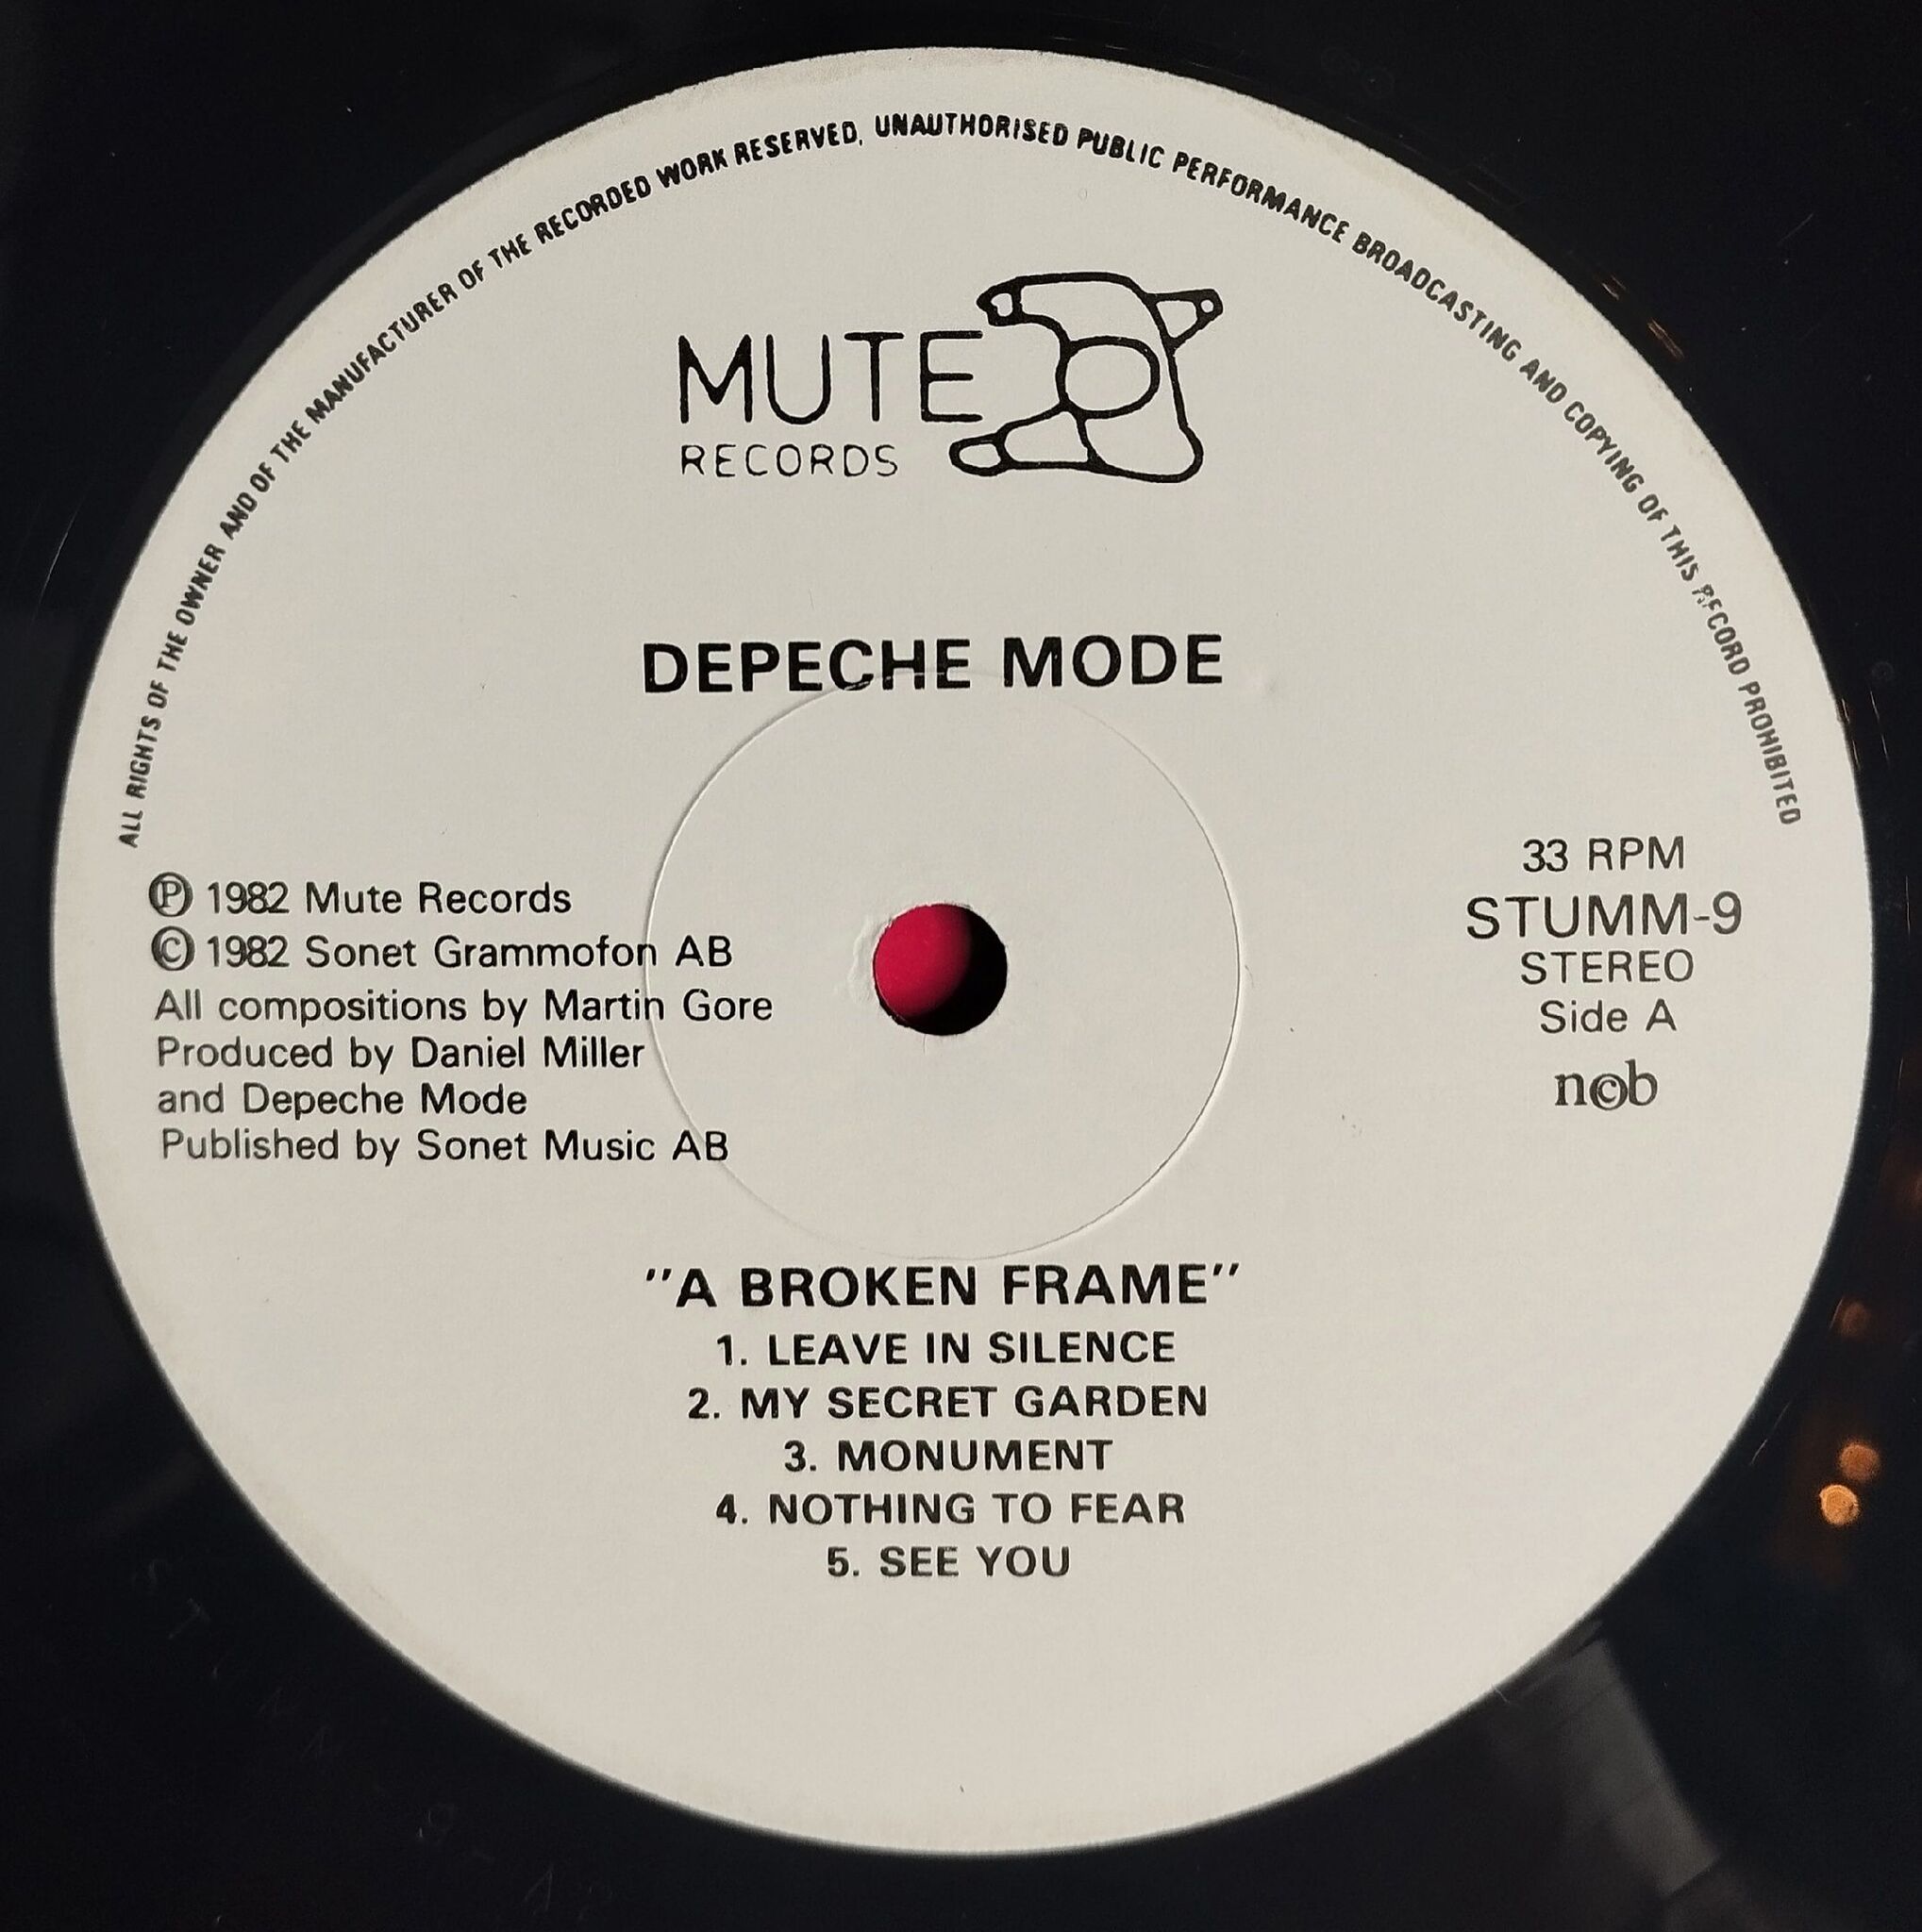 ALL RIGHTS OF THE OWNER AND OF THE MANUFACTURER OF THE RECORDED WORK RESERVED, UNAUTHORISED PUBLIC PERFORMANCE BROADCASTING AND COPYING OF THIS RECORD PROHIBITED
MUTE
RECORDS
DEPECHE MODE
℗ 1982 Mute Records
© 1982 Sonet Grammofon AB
All compositions by Martin Gore
Produced by Daniel Miller
and Depeche Mode
Published by Sonet Music AB
33 RPM
STUMM-9
STEREO
Side A
n©b
"A BROKEN FRAME"
1. LEAVE IN SILENCE
2. MY SECRET GARDEN
3. MONUMENT
4. NOTHING TO FEAR
5. SEE YOU